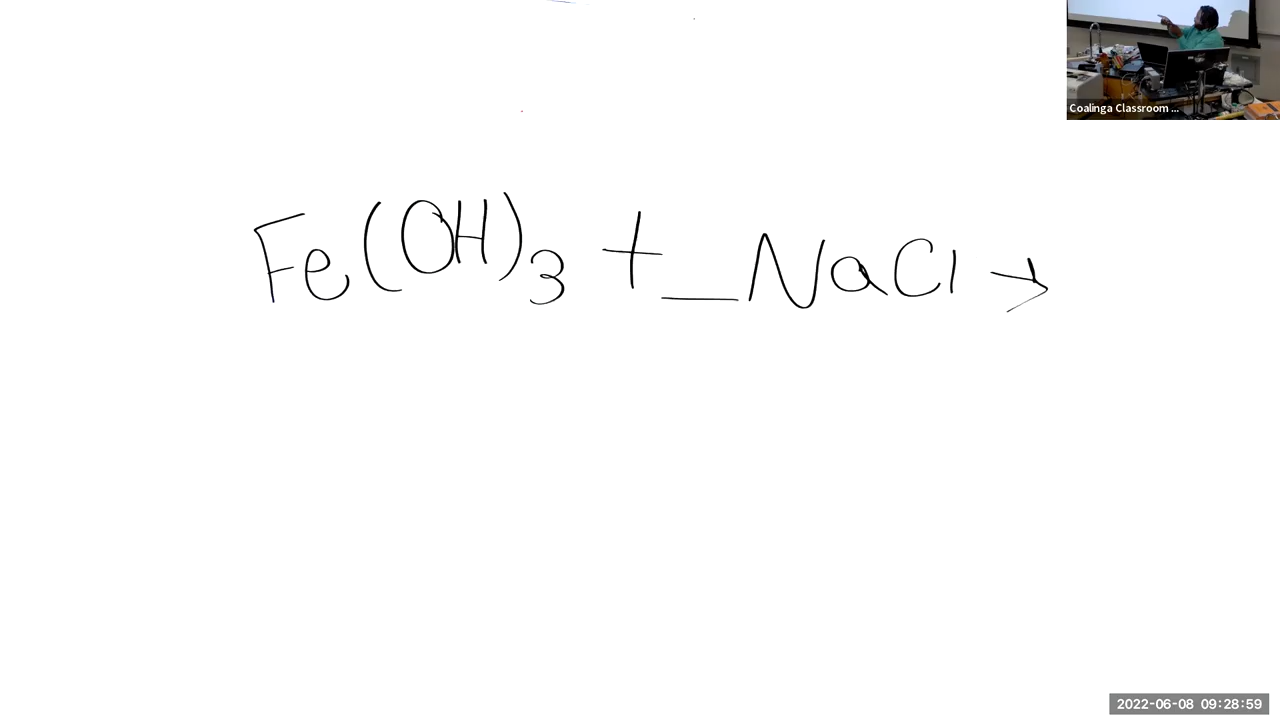 Coalinga Classroom ...
Fe(OH)3 + _NaCl →
2022-06-08 09:28:59